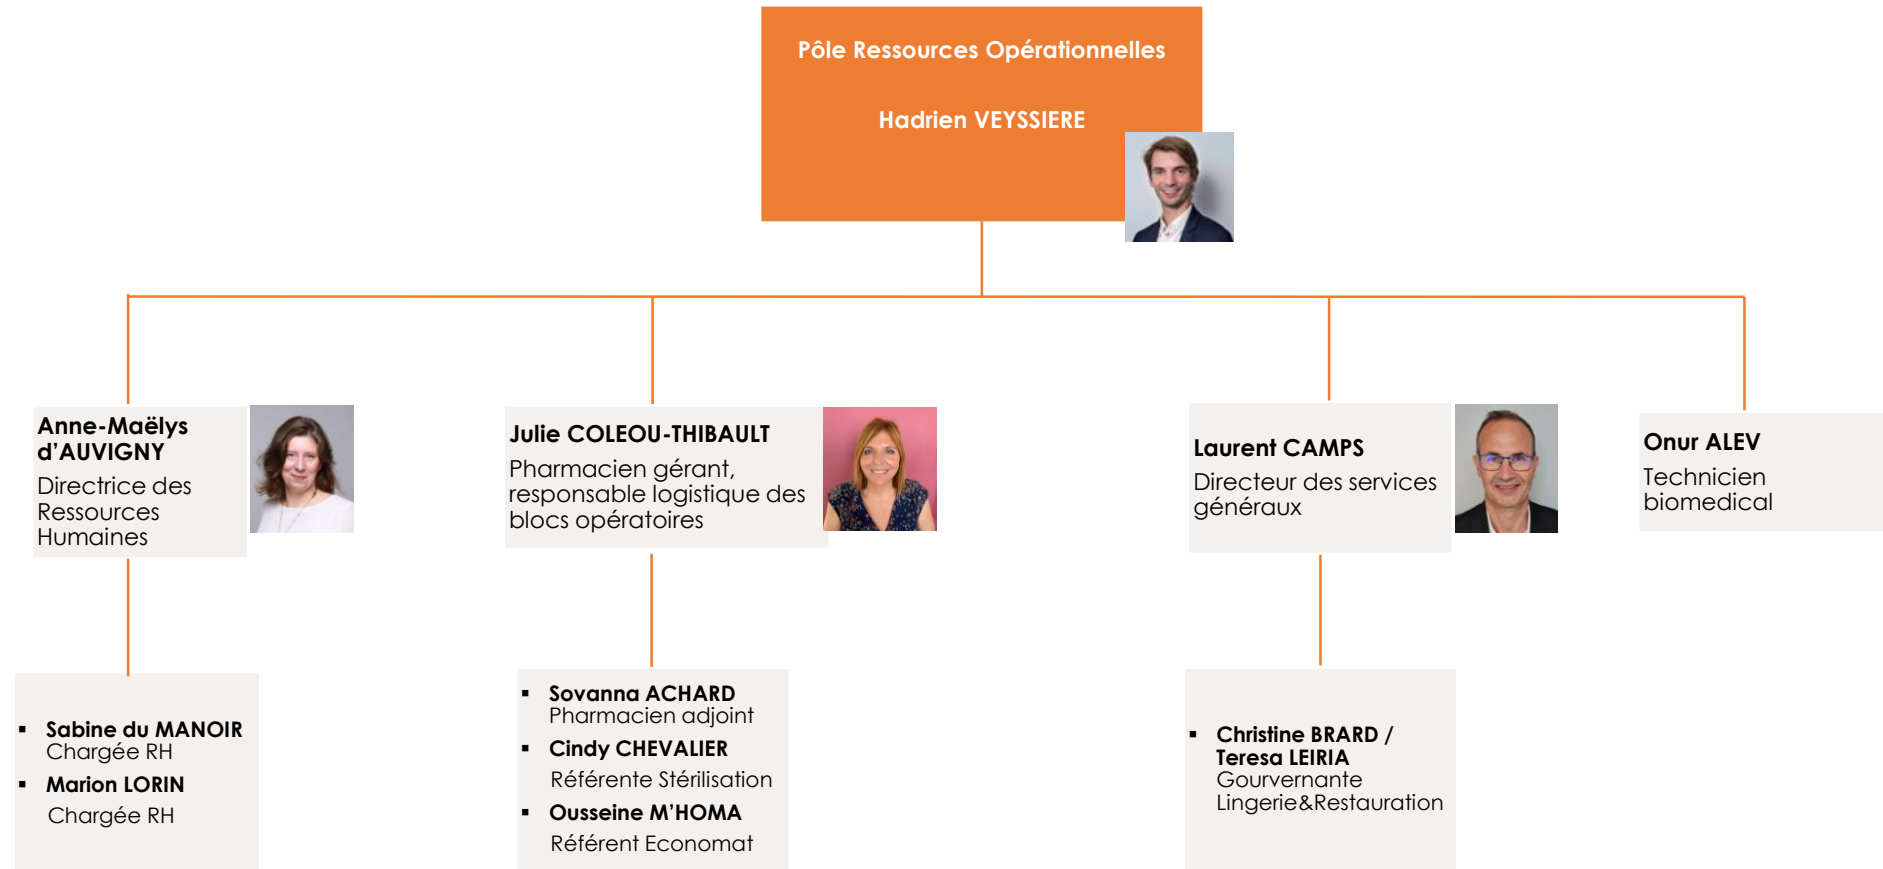 Pôle Ressources Opérationnelles
Hadrien VEYSSIERE
Anne-Maëlys
d'AUVIGNY
Directrice des
Ressources
Humaines
Julie COLEOU-THIBAULT
Pharmacien gérant,
responsable logistique des
blocs opératoires
Laurent CAMPS
Directeur des services
généraux
Onur ALEV
Technicien
biomedical
▪ Sabine du MANOIR
Chargée RH
▪ Marion LORIN
Chargée RH
▪ Sovanna ACHARD
Pharmacien adjoint
▪ Cindy CHEVALIER
Référente Stérilisation
▪ Ousseine M'HOMA
Référent Economat
▪ Christine BRARD /
Teresa LEIRIA
Gourvernante
Lingerie&Restauration